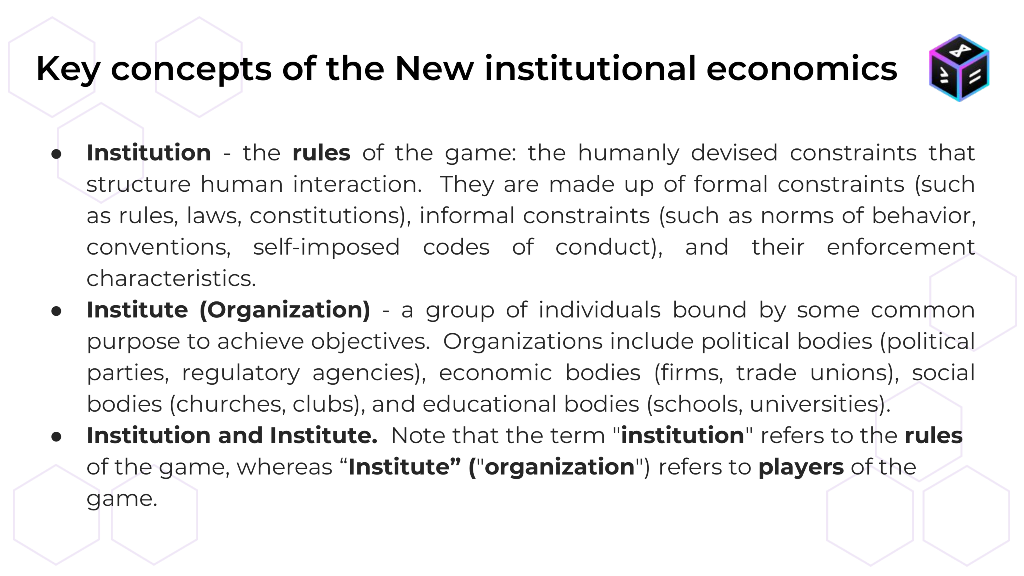 Key concepts of the New institutional economics
● Institution - the rules of the game: the humanly devised constraints that
structure human interaction.  They are made up of formal constraints (such
as rules, laws, constitutions), informal constraints (such as norms of behavior,
conventions, self-imposed codes of conduct), and their enforcement
characteristics.
● Institute (Organization) - a group of individuals bound by some common
purpose to achieve objectives.  Organizations include political bodies (political
parties, regulatory agencies), economic bodies (firms, trade unions), social
bodies (churches, clubs), and educational bodies (schools, universities).
● Institution and Institute.  Note that the term "institution" refers to the rules
of the game, whereas “Institute” ("organization") refers to players of the
game.